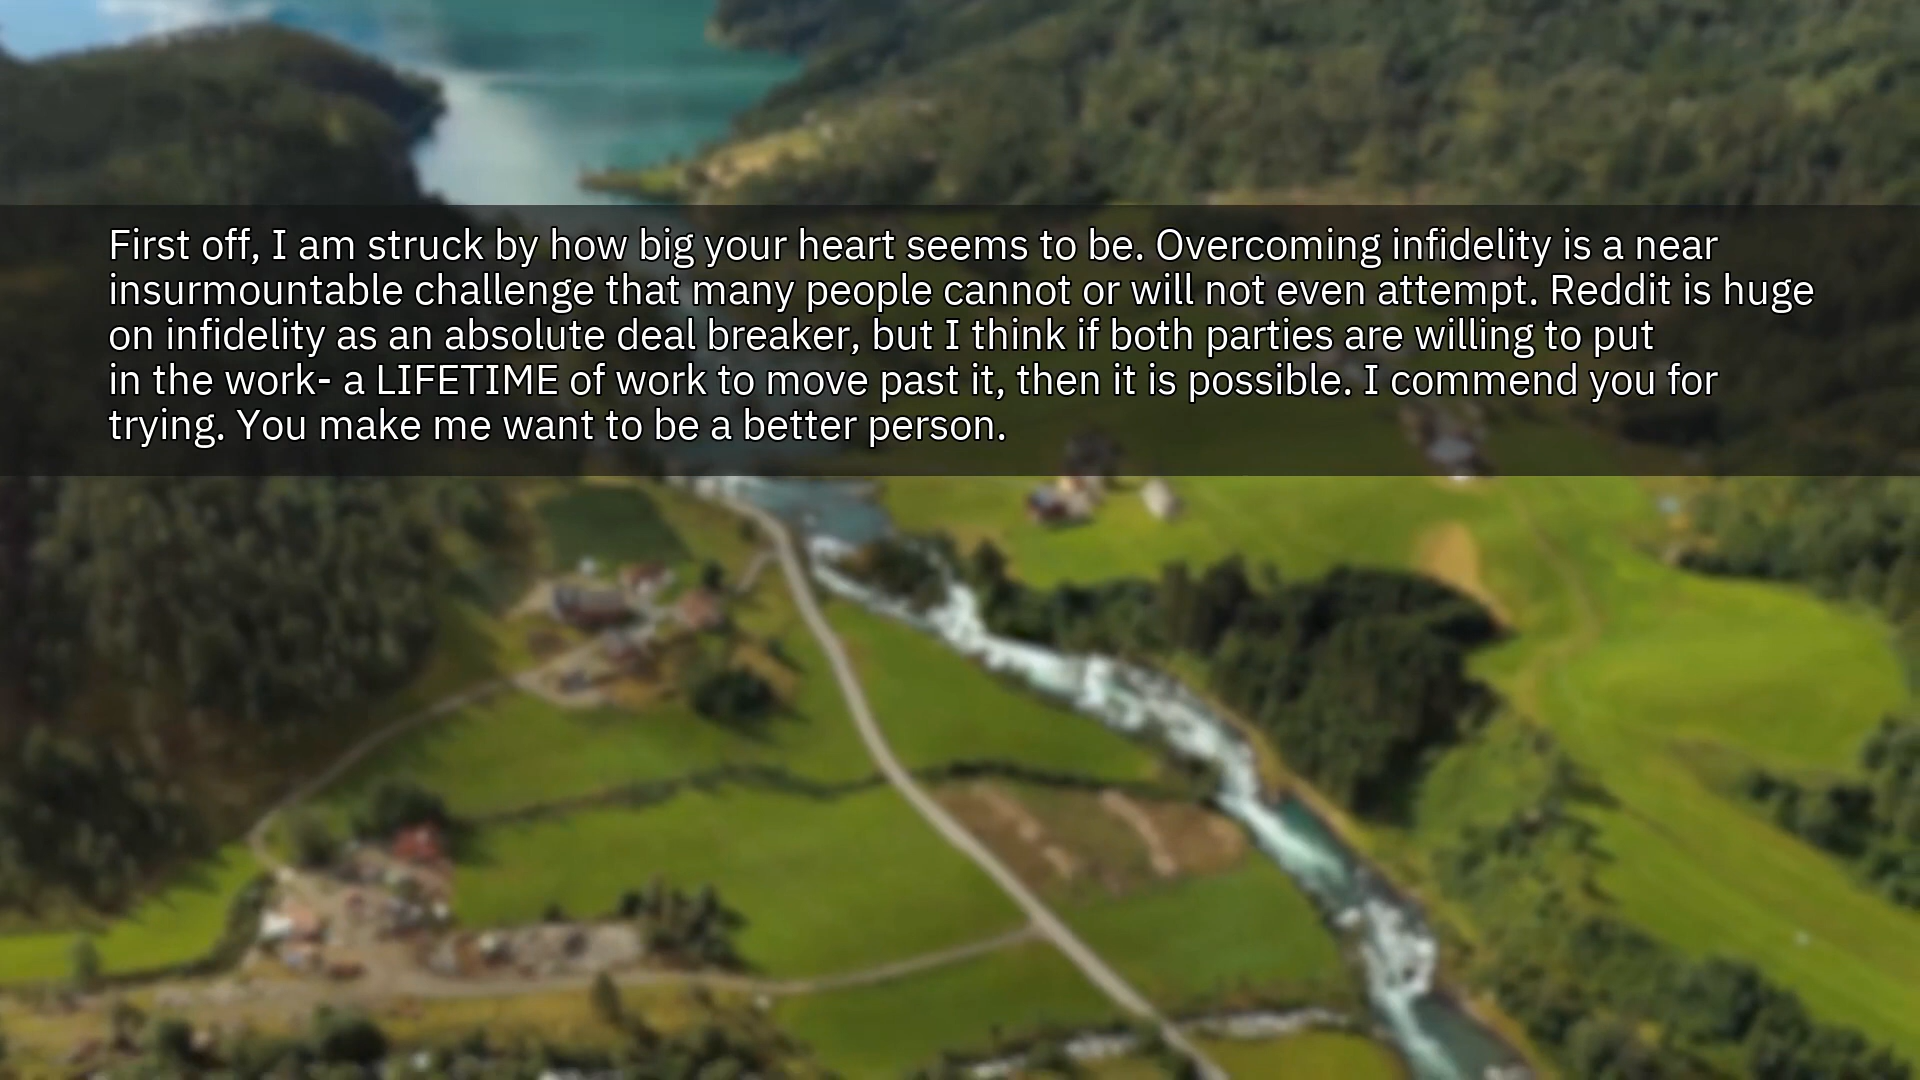 First off, I am struck by how big your heart seems to be. Overcoming infidelity is a near
insurmountable challenge that many people cannot or will not even attempt. Reddit is huge
on infidelity as an absolute deal breaker, but I think if both parties are willing to put
in the work- a LIFETIME of work to move past it, then it is possible. I commend you for
trying. You make me want to be a better person.